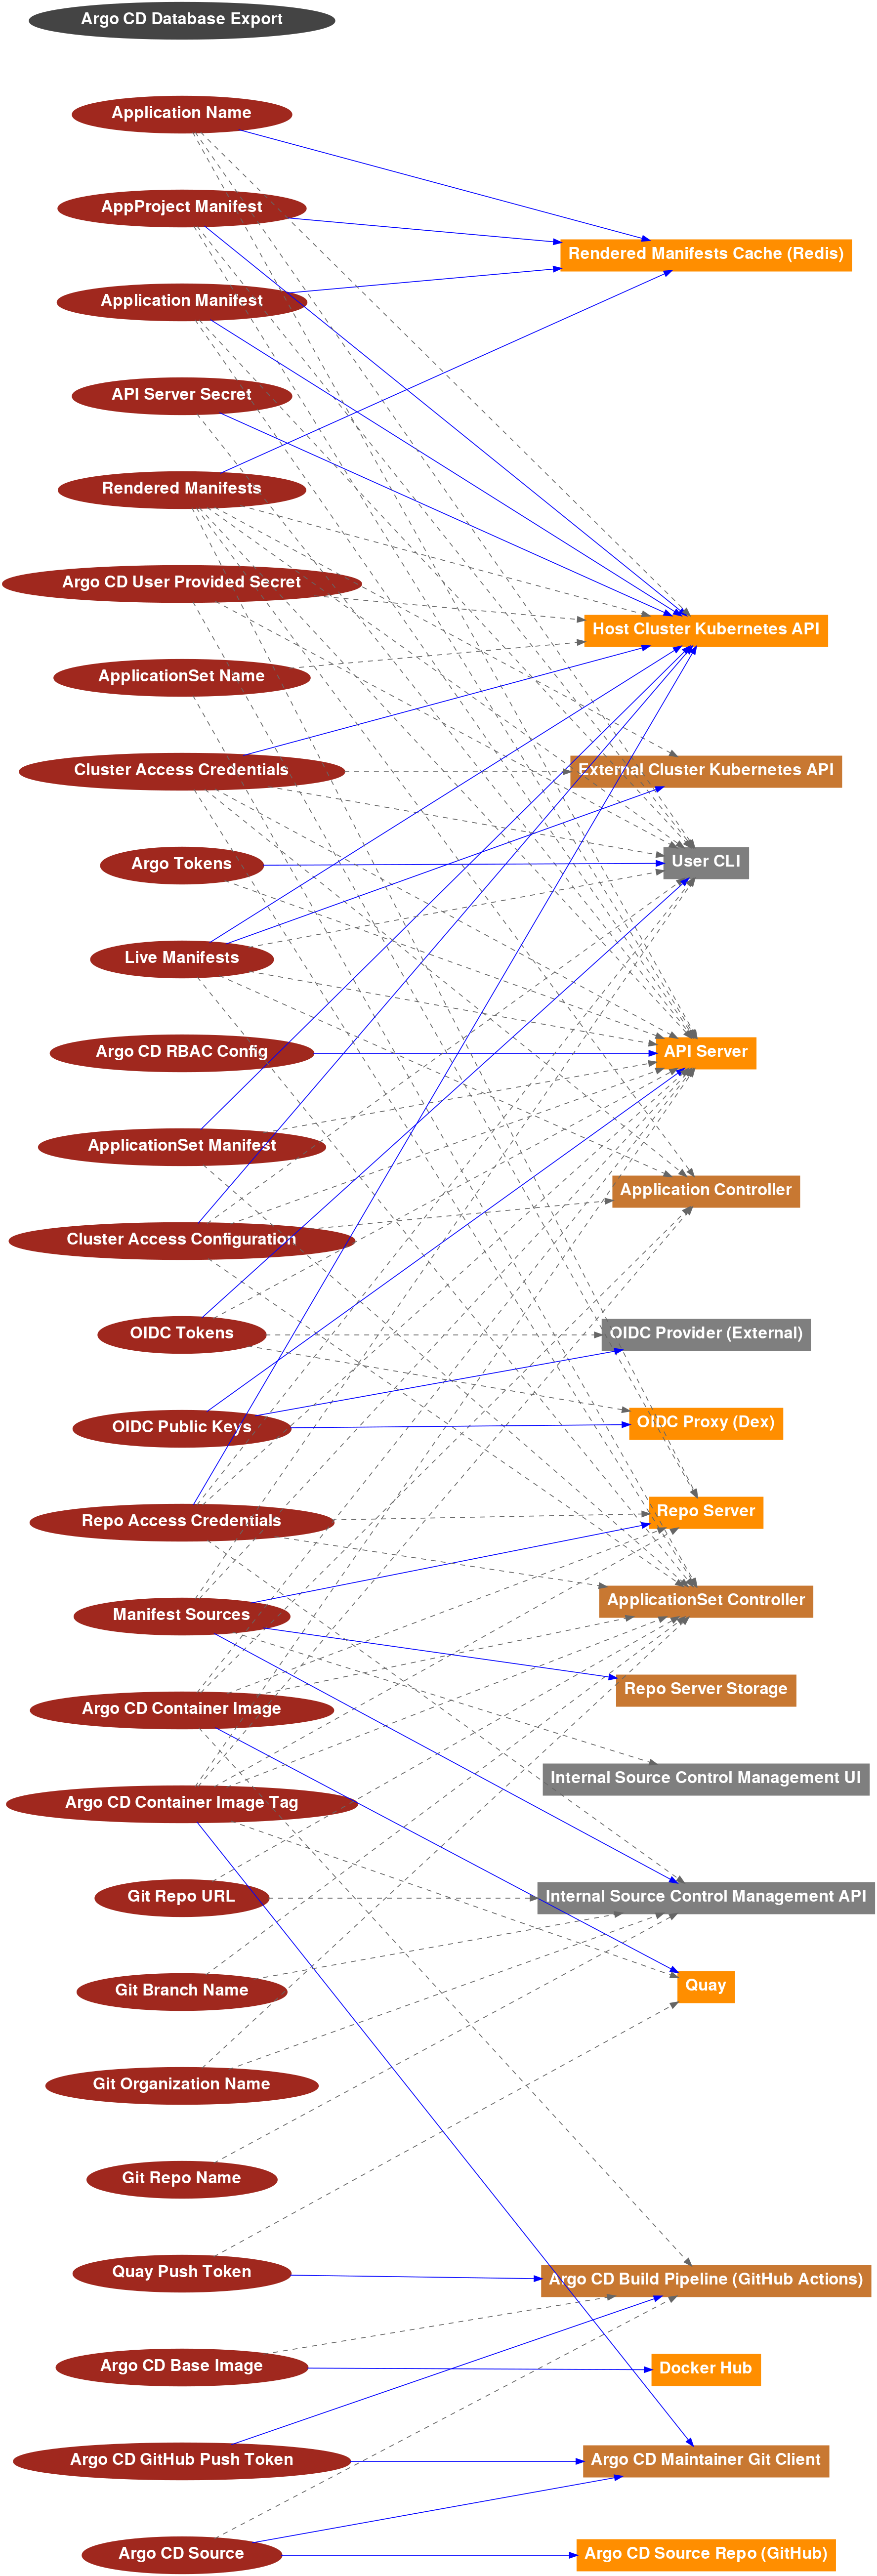 Argo CD Database Export
Application Name
AppProject Manifest
Rendered Manifests Cache (Redis)
Application Manifest
API Server Secret
Rendered Manifests
Argo CD User Provided Secret
Host Cluster Kubernetes API
ApplicationSet Name
Cluster Access Credentials
External Cluster Kubernetes API
Argo Tokens
User CLI
Live Manifests
Argo CD RBAC Config
API Server
ApplicationSet Manifest
Application Controller
Cluster Access Configuration
OIDC Tokens
OIDC Provider (External)
OIDC Public Keys
OIDC Proxy (Dex)
Repo Access Credentials
Repo Server
Manifest Sources
ApplicationSet Controller
Repo Server Storage
Argo CD Container Image
Internal Source Control Management UI
Argo CD Container Image Tag
Git Repo URL
Internal Source Control Management API
Git Branch Name
Quay
Git Organization Name
Git Repo Name
Quay Push Token
Argo CD Build Pipeline (GitHub Actions)
Argo CD Base Image
Docker Hub
Argo CD GitHub Push Token
Argo CD Maintainer Git Client
Argo CD Source
Argo CD Source Repo (GitHub)